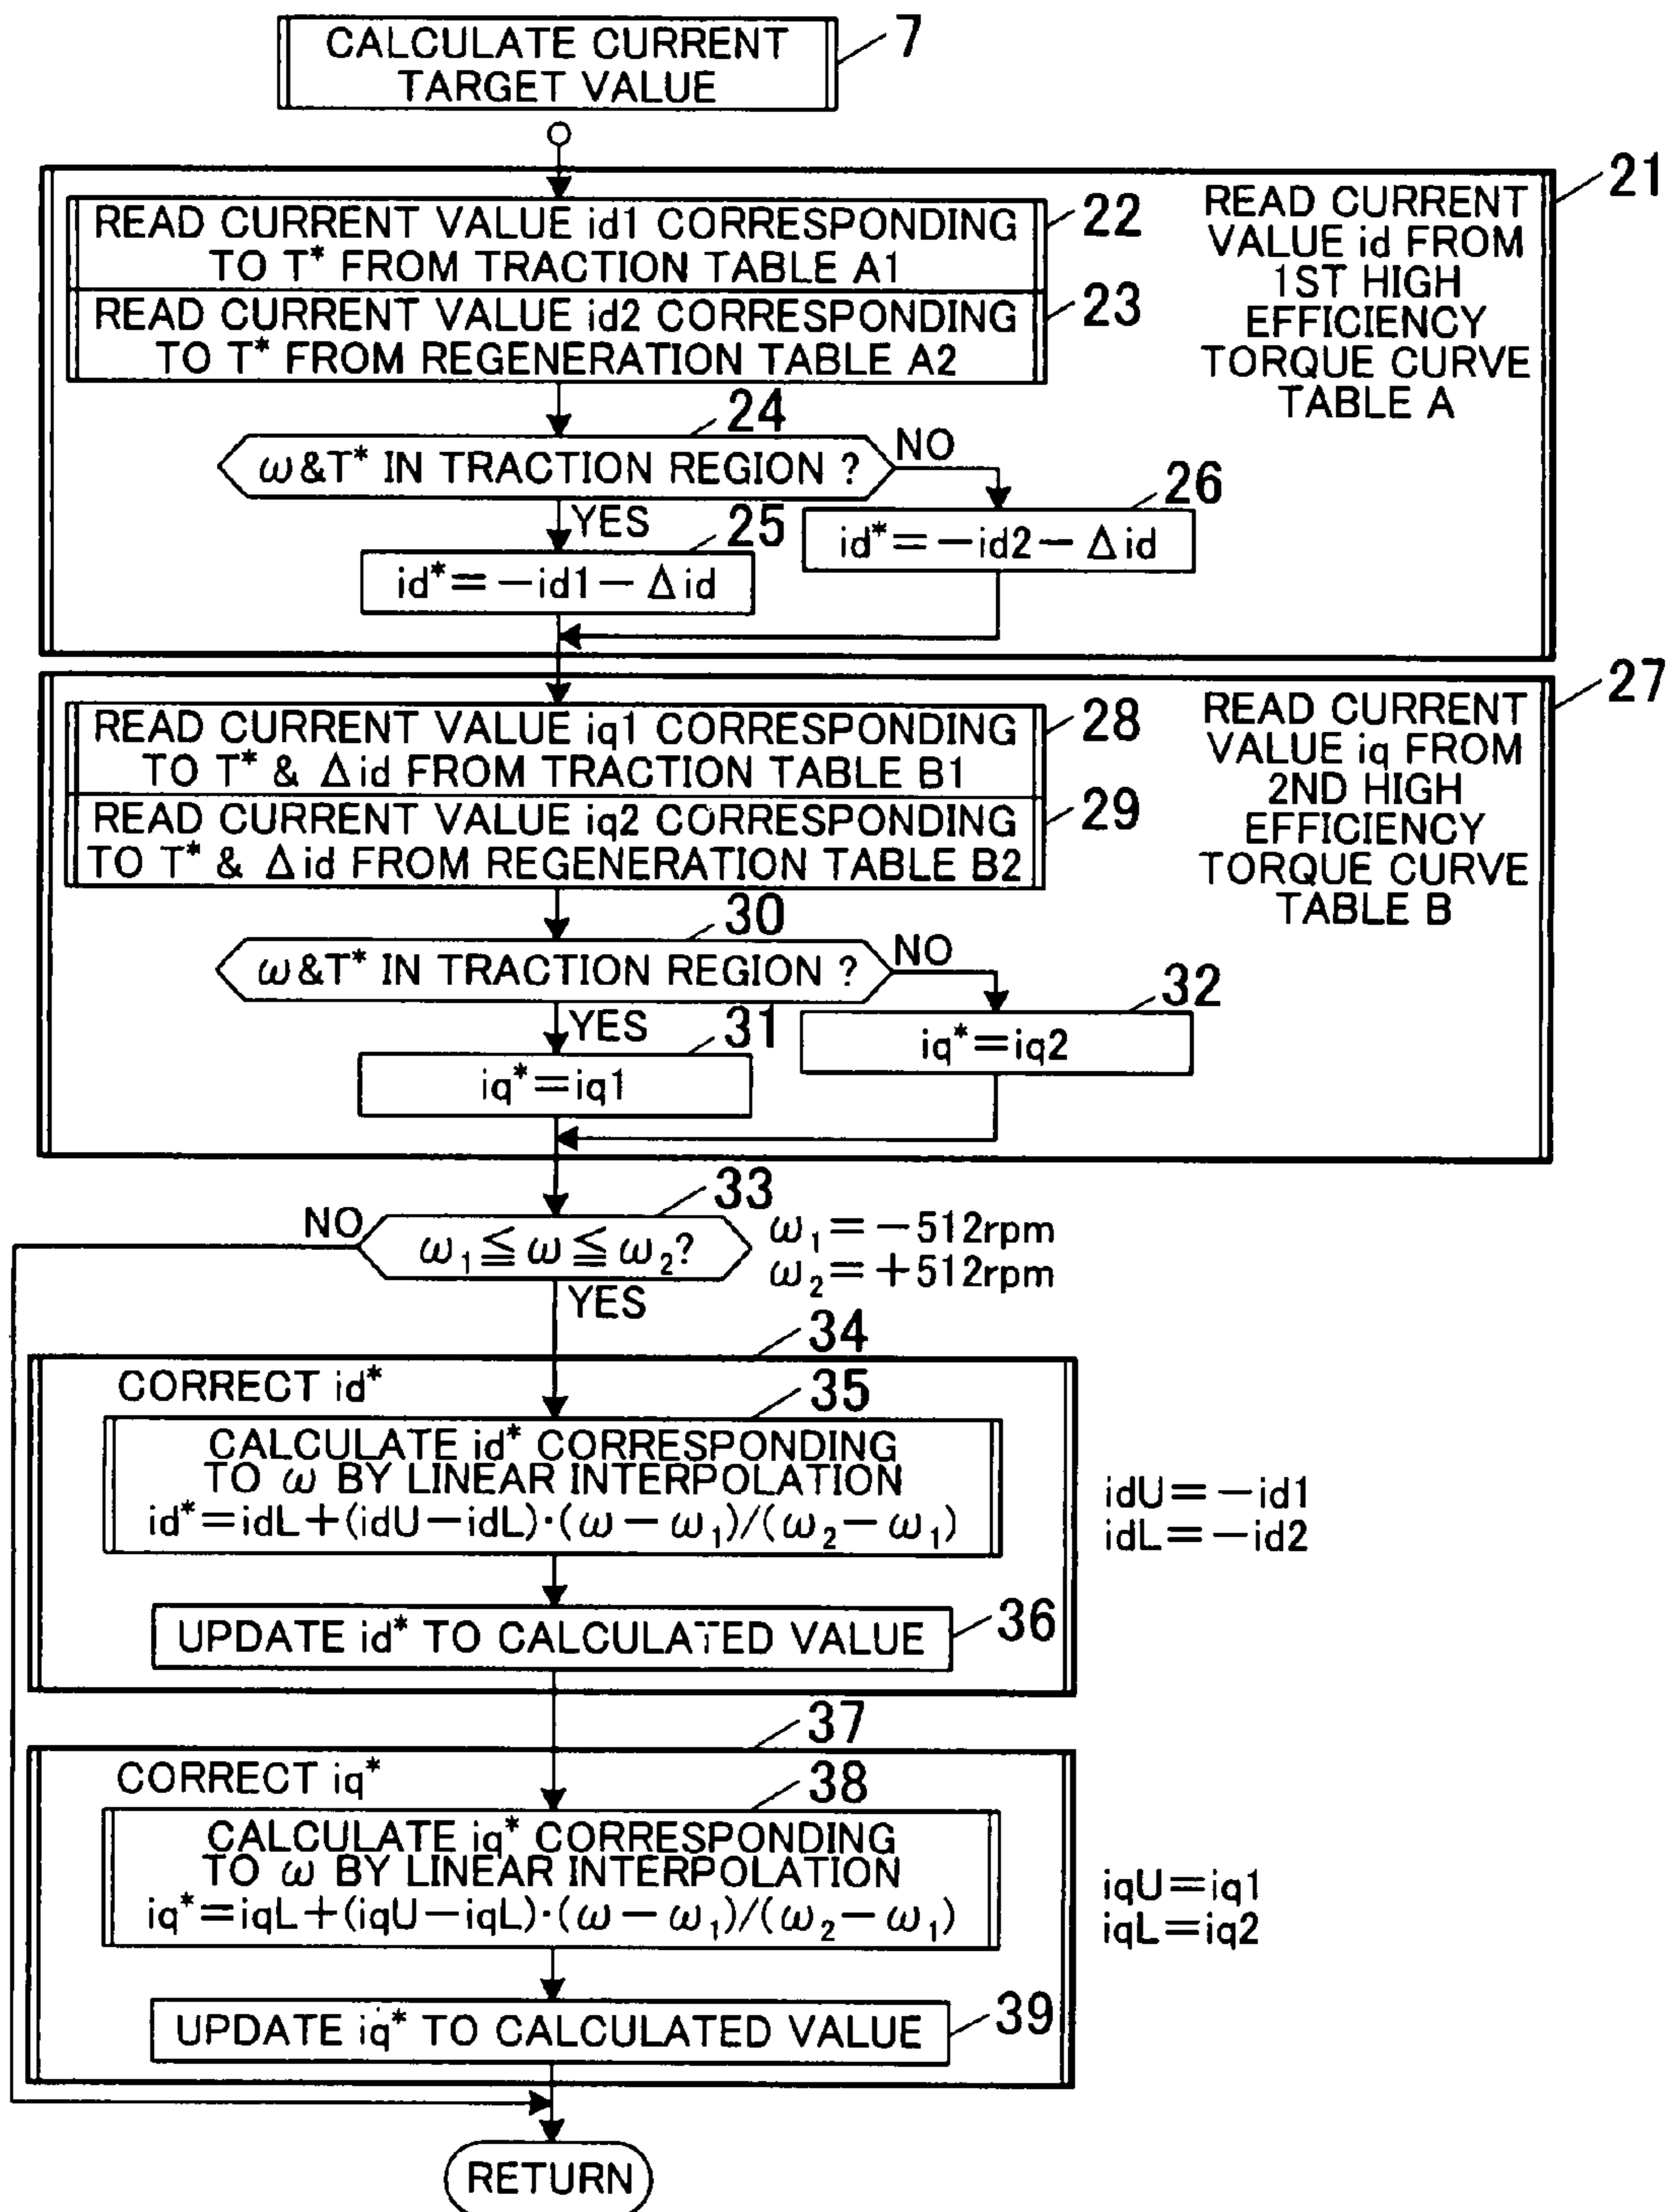 CALCULATE CURRENT
TARGET VALUE
7
21
READ CURRENT VALUE id1 CORRESPONDING
TO T* FROM TRACTION TABLE A1
22
READ CURRENT VALUE id2 CORRESPONDING
TO T* FROM REGENERATION TABLE A2
23
READ CURRENT
VALUE id FROM
1ST HIGH
EFFICIENCY
TORQUE CURVE
TABLE A
24
ω&T* IN TRACTION REGION ?
NO
YES
25
id*=-id1-Δid
26
id*=-id2-Δid
27
READ CURRENT VALUE iq1 CORRESPONDING
TO T* & Δid FROM TRACTION TABLE B1
28
READ CURRENT VALUE iq2 CORRESPONDING
TO T* & Δid FROM REGENERATION TABLE B2
29
READ CURRENT
VALUE iq FROM
2ND HIGH
EFFICIENCY
TORQUE CURVE
TABLE B
30
ω&T* IN TRACTION REGION ?
NO
YES
31
iq*=iq1
32
iq*=iq2
33
NO
ω₁≦ω≦ω₂?
ω₁=-512rpm
ω₂=+512rpm
YES
34
CORRECT id*
35
CALCULATE id* CORRESPONDING
TO ω BY LINEAR INTERPOLATION
id*=idL+(idU-idL)·(ω-ω₁)/(ω₂-ω₁)
idU=-id1
idL=-id2
UPDATE id* TO CALCULATED VALUE
36
37
CORRECT iq*
38
CALCULATE iq* CORRESPONDING
TO ω BY LINEAR INTERPOLATION
iq*=iqL+(iqU-iqL)·(ω-ω₁)/(ω₂-ω₁)
iqU=iq1
iqL=iq2
UPDATE iq* TO CALCULATED VALUE
39
RETURN